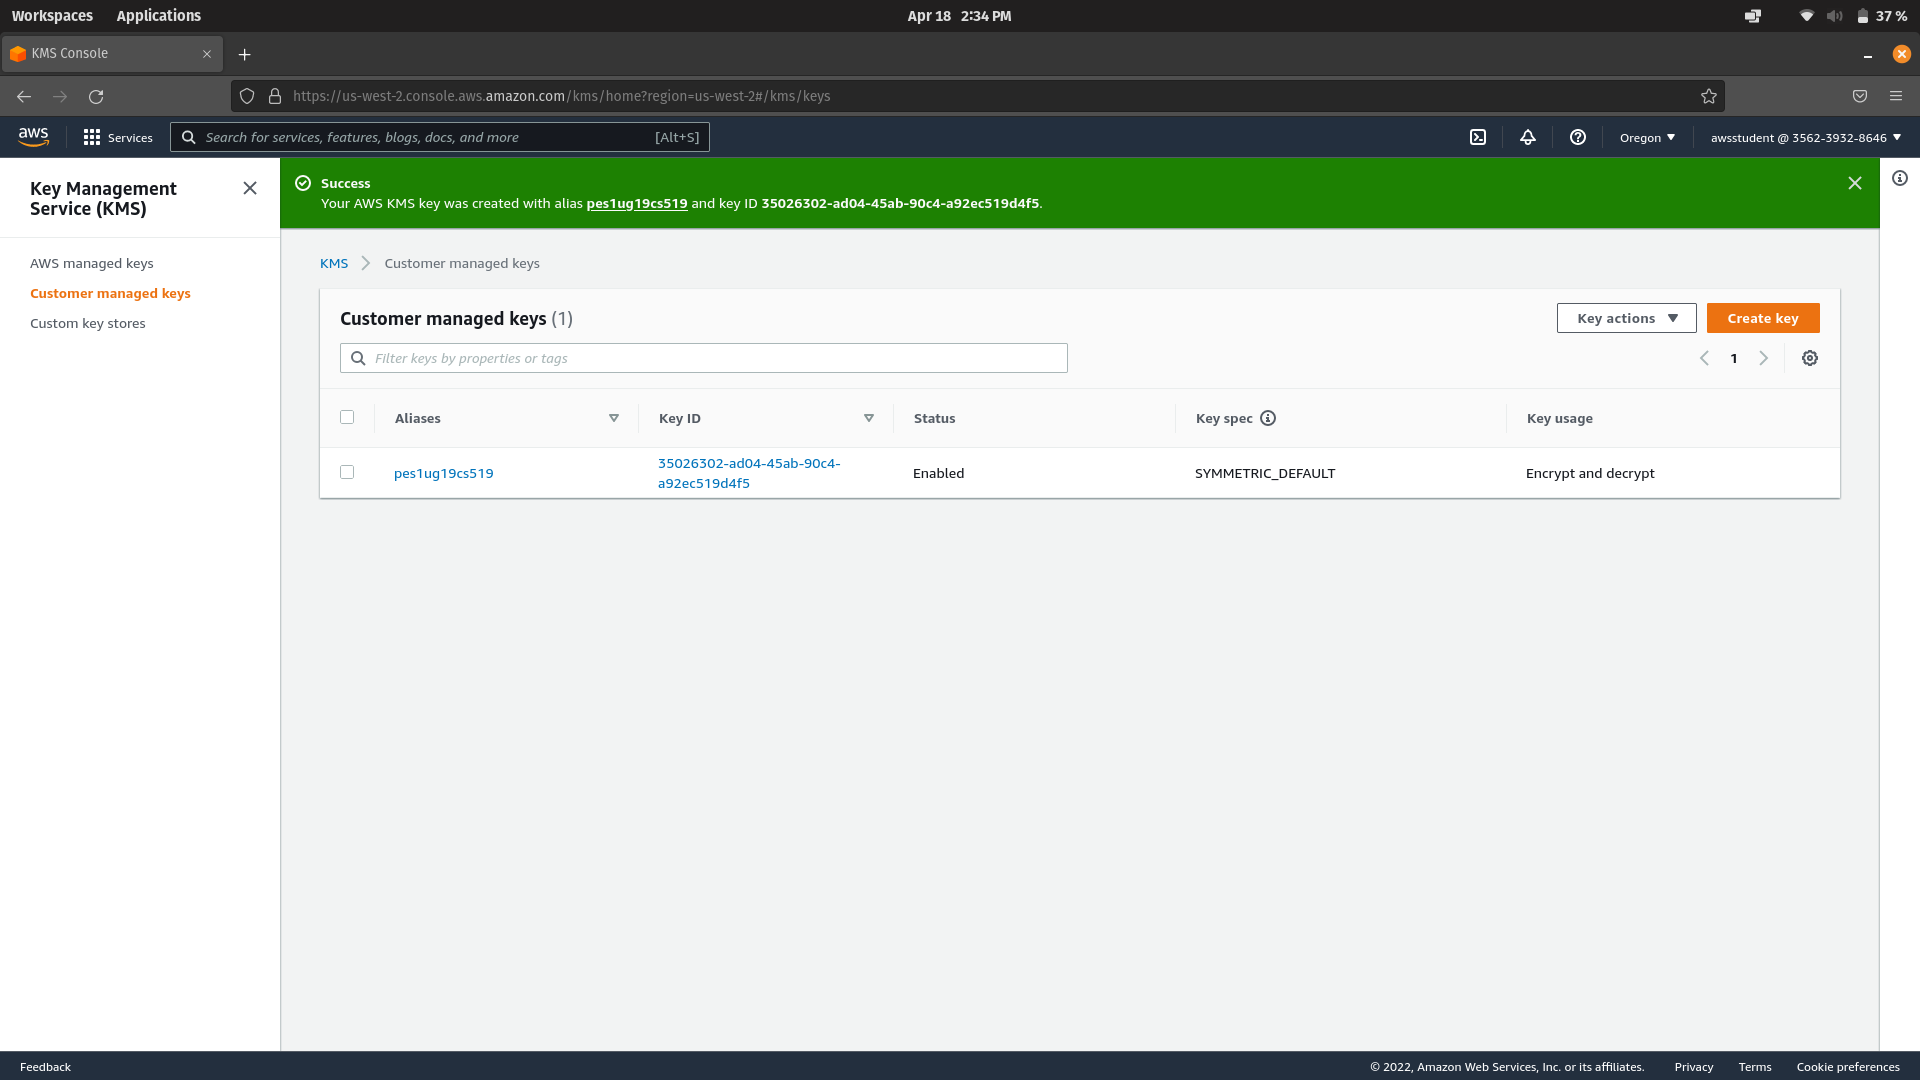 Workspaces Applications Apr 18 2:34 PM 37 %
KMS Console
https://us-west-2.console.aws.amazon.com/kms/home?region=us-west-2#/kms/keys
aws Services Search for services, features, blogs, docs, and more [Alt+S] Oregon awsstudent @ 3562-3932-8646
Key Management
Service (KMS)
AWS managed keys
Customer managed keys
Custom key stores
Success
Your AWS KMS key was created with alias pes1ug19cs519 and key ID 35026302-ad04-45ab-90c4-a92ec519d4f5.
KMS Customer managed keys
Customer managed keys (1) Key actions Create key
Filter keys by properties or tags 1
Aliases Key ID Status Key spec Key usage
pes1ug19cs519 35026302-ad04-45ab-90c4- Enabled SYMMETRIC_DEFAULT Encrypt and decrypt
a92ec519d4f5
Feedback © 2022, Amazon Web Services, Inc. or its affiliates. Privacy Terms Cookie preferences